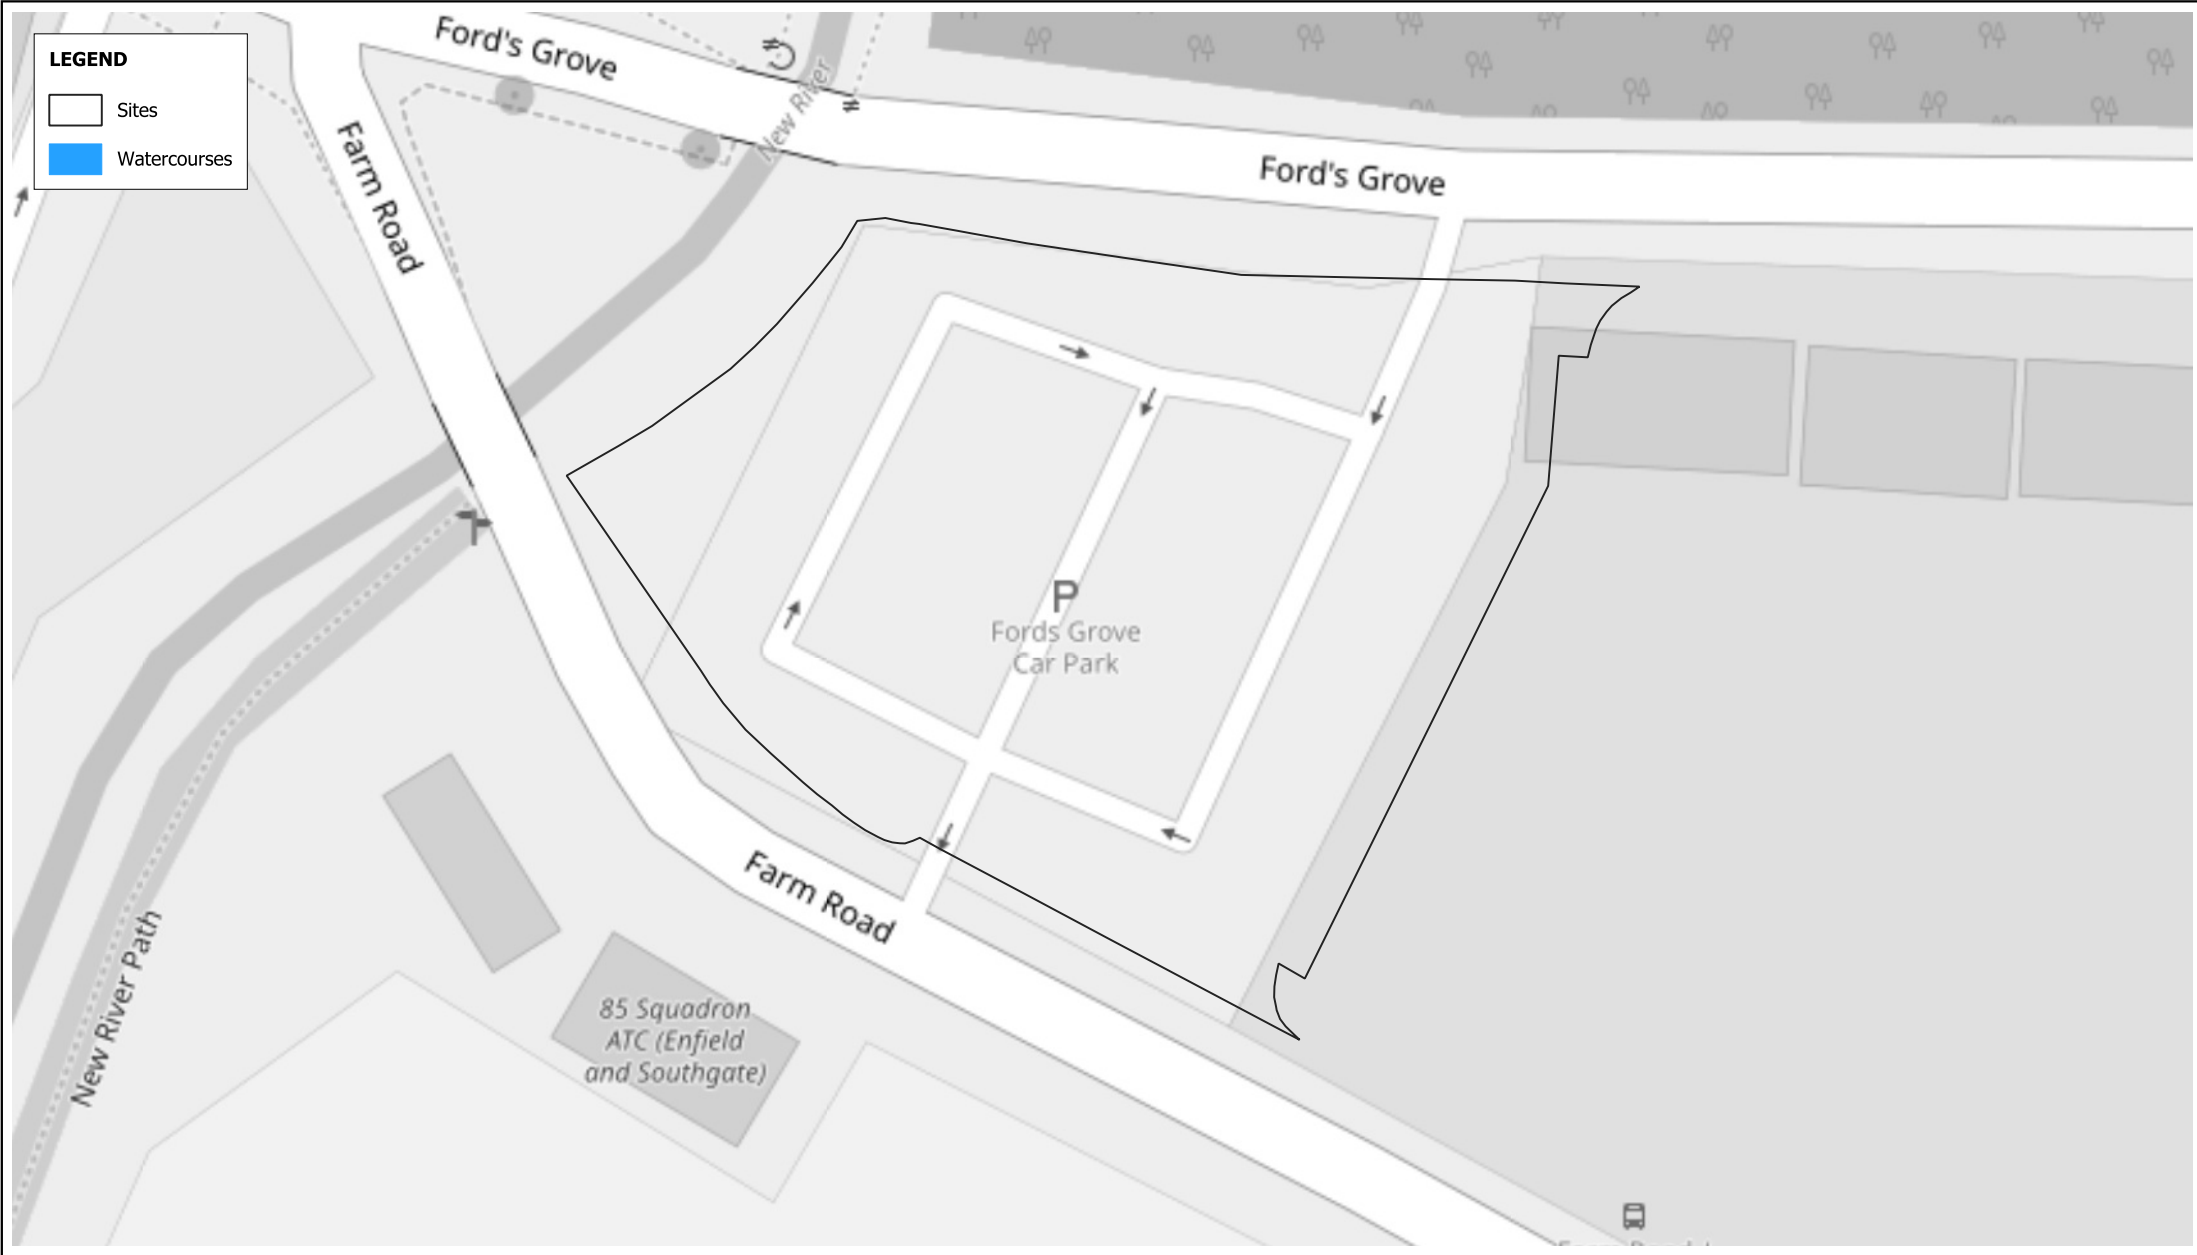 LEGEND
Sites
Watercourses
Ford's Grove
New River
Ford's Grove
Farm Road
P
Fords Grove
Car Park
Farm Road
New River Path
85 Squadron
ATC (Enfield
and Southgate)